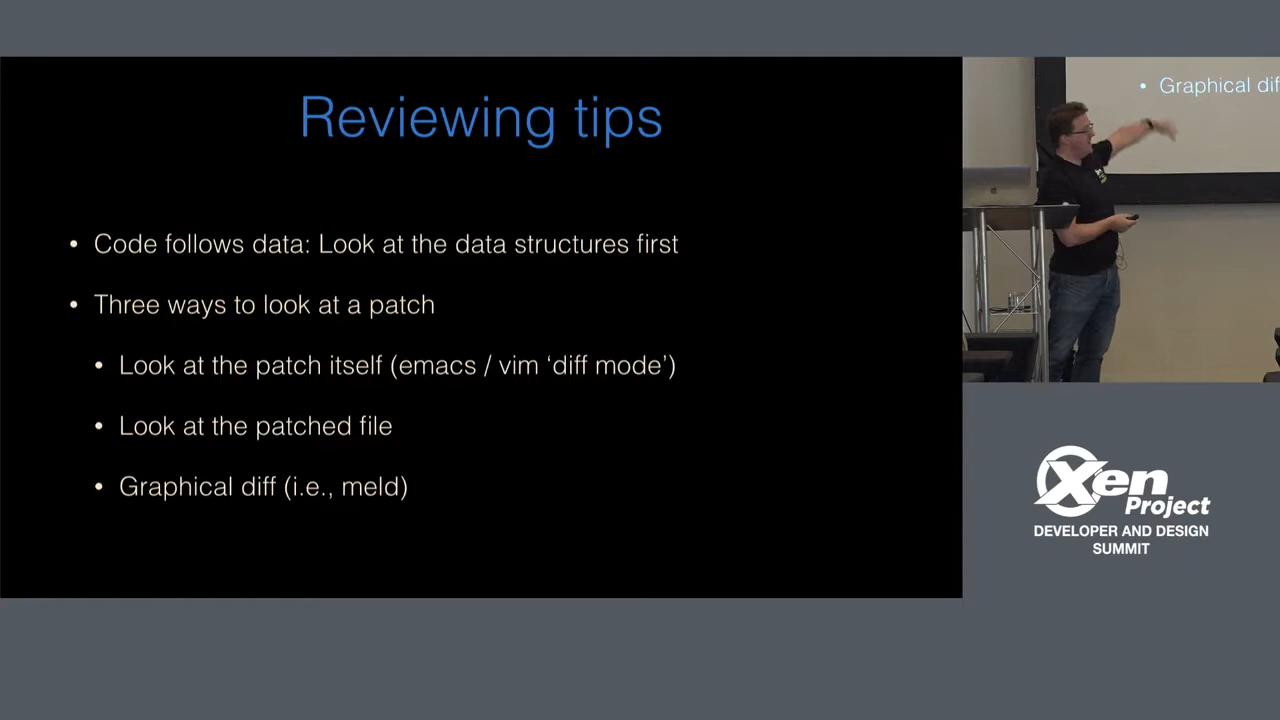 Reviewing tips
• Code follows data: Look at the data structures first
• Three ways to look at a patch
• Look at the patch itself (emacs / vim ‘diff mode’)
• Look at the patched file
• Graphical diff (i.e., meld)
• Graphical dif
Xen
Project
DEVELOPER AND DESIGN
SUMMIT